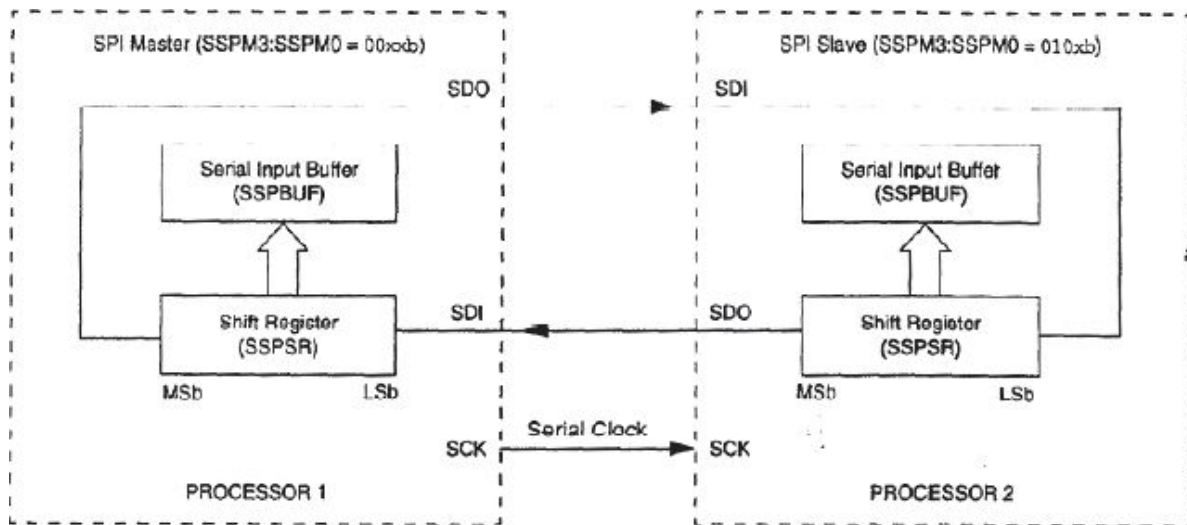 SPI Master (SSPM3:SSPM0 = 00xxb)
SDO
Serial Input Buffer
(SSPBUF)
Shift Register
(SSPSR)
SDI
MSb
LSb
SCK
PROCESSOR 1
Serial Clock
SPI Slave (SSPM3:SSPM0 = 010xb)
SDI
Serial Input Buffer
(SSPBUF)
SDO
Shift Register
(SSPSR)
MSb
LSb
SCK
PROCESSOR 2